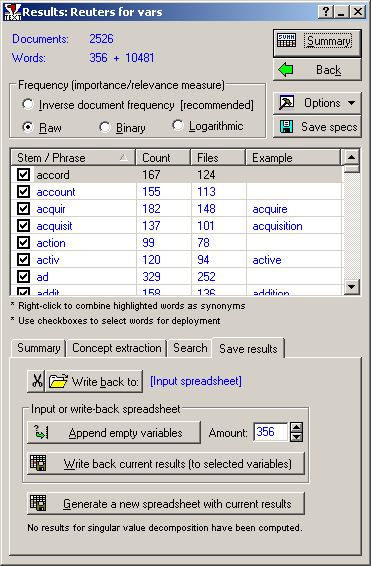 Results: Reuters for vars
Documents: 2526
Words: 356 + 10481
Summary
Back
Frequency (importance/relevance measure)
Inverse document frequency [recommended]
Raw Binary Logarithmic
Options
Save specs
Stem / Phrase Count Files Example
accord 167 124
account 155 113
acquir 182 148 acquire
acquisit 137 101 acquisition
action 99 78
activ 120 94 active
ad 329 252
addit 158 136 addition
* Right-click to combine highlighted words as synonyms
* Use checkboxes to select words for deployment
Summary Concept extraction Search Save results
Write back to: [Input spreadsheet]
Input or write-back spreadsheet
Append empty variables Amount: 356
Write back current results (to selected variables)
Generate a new spreadsheet with current results
No results for singular value decomposition have been computed.